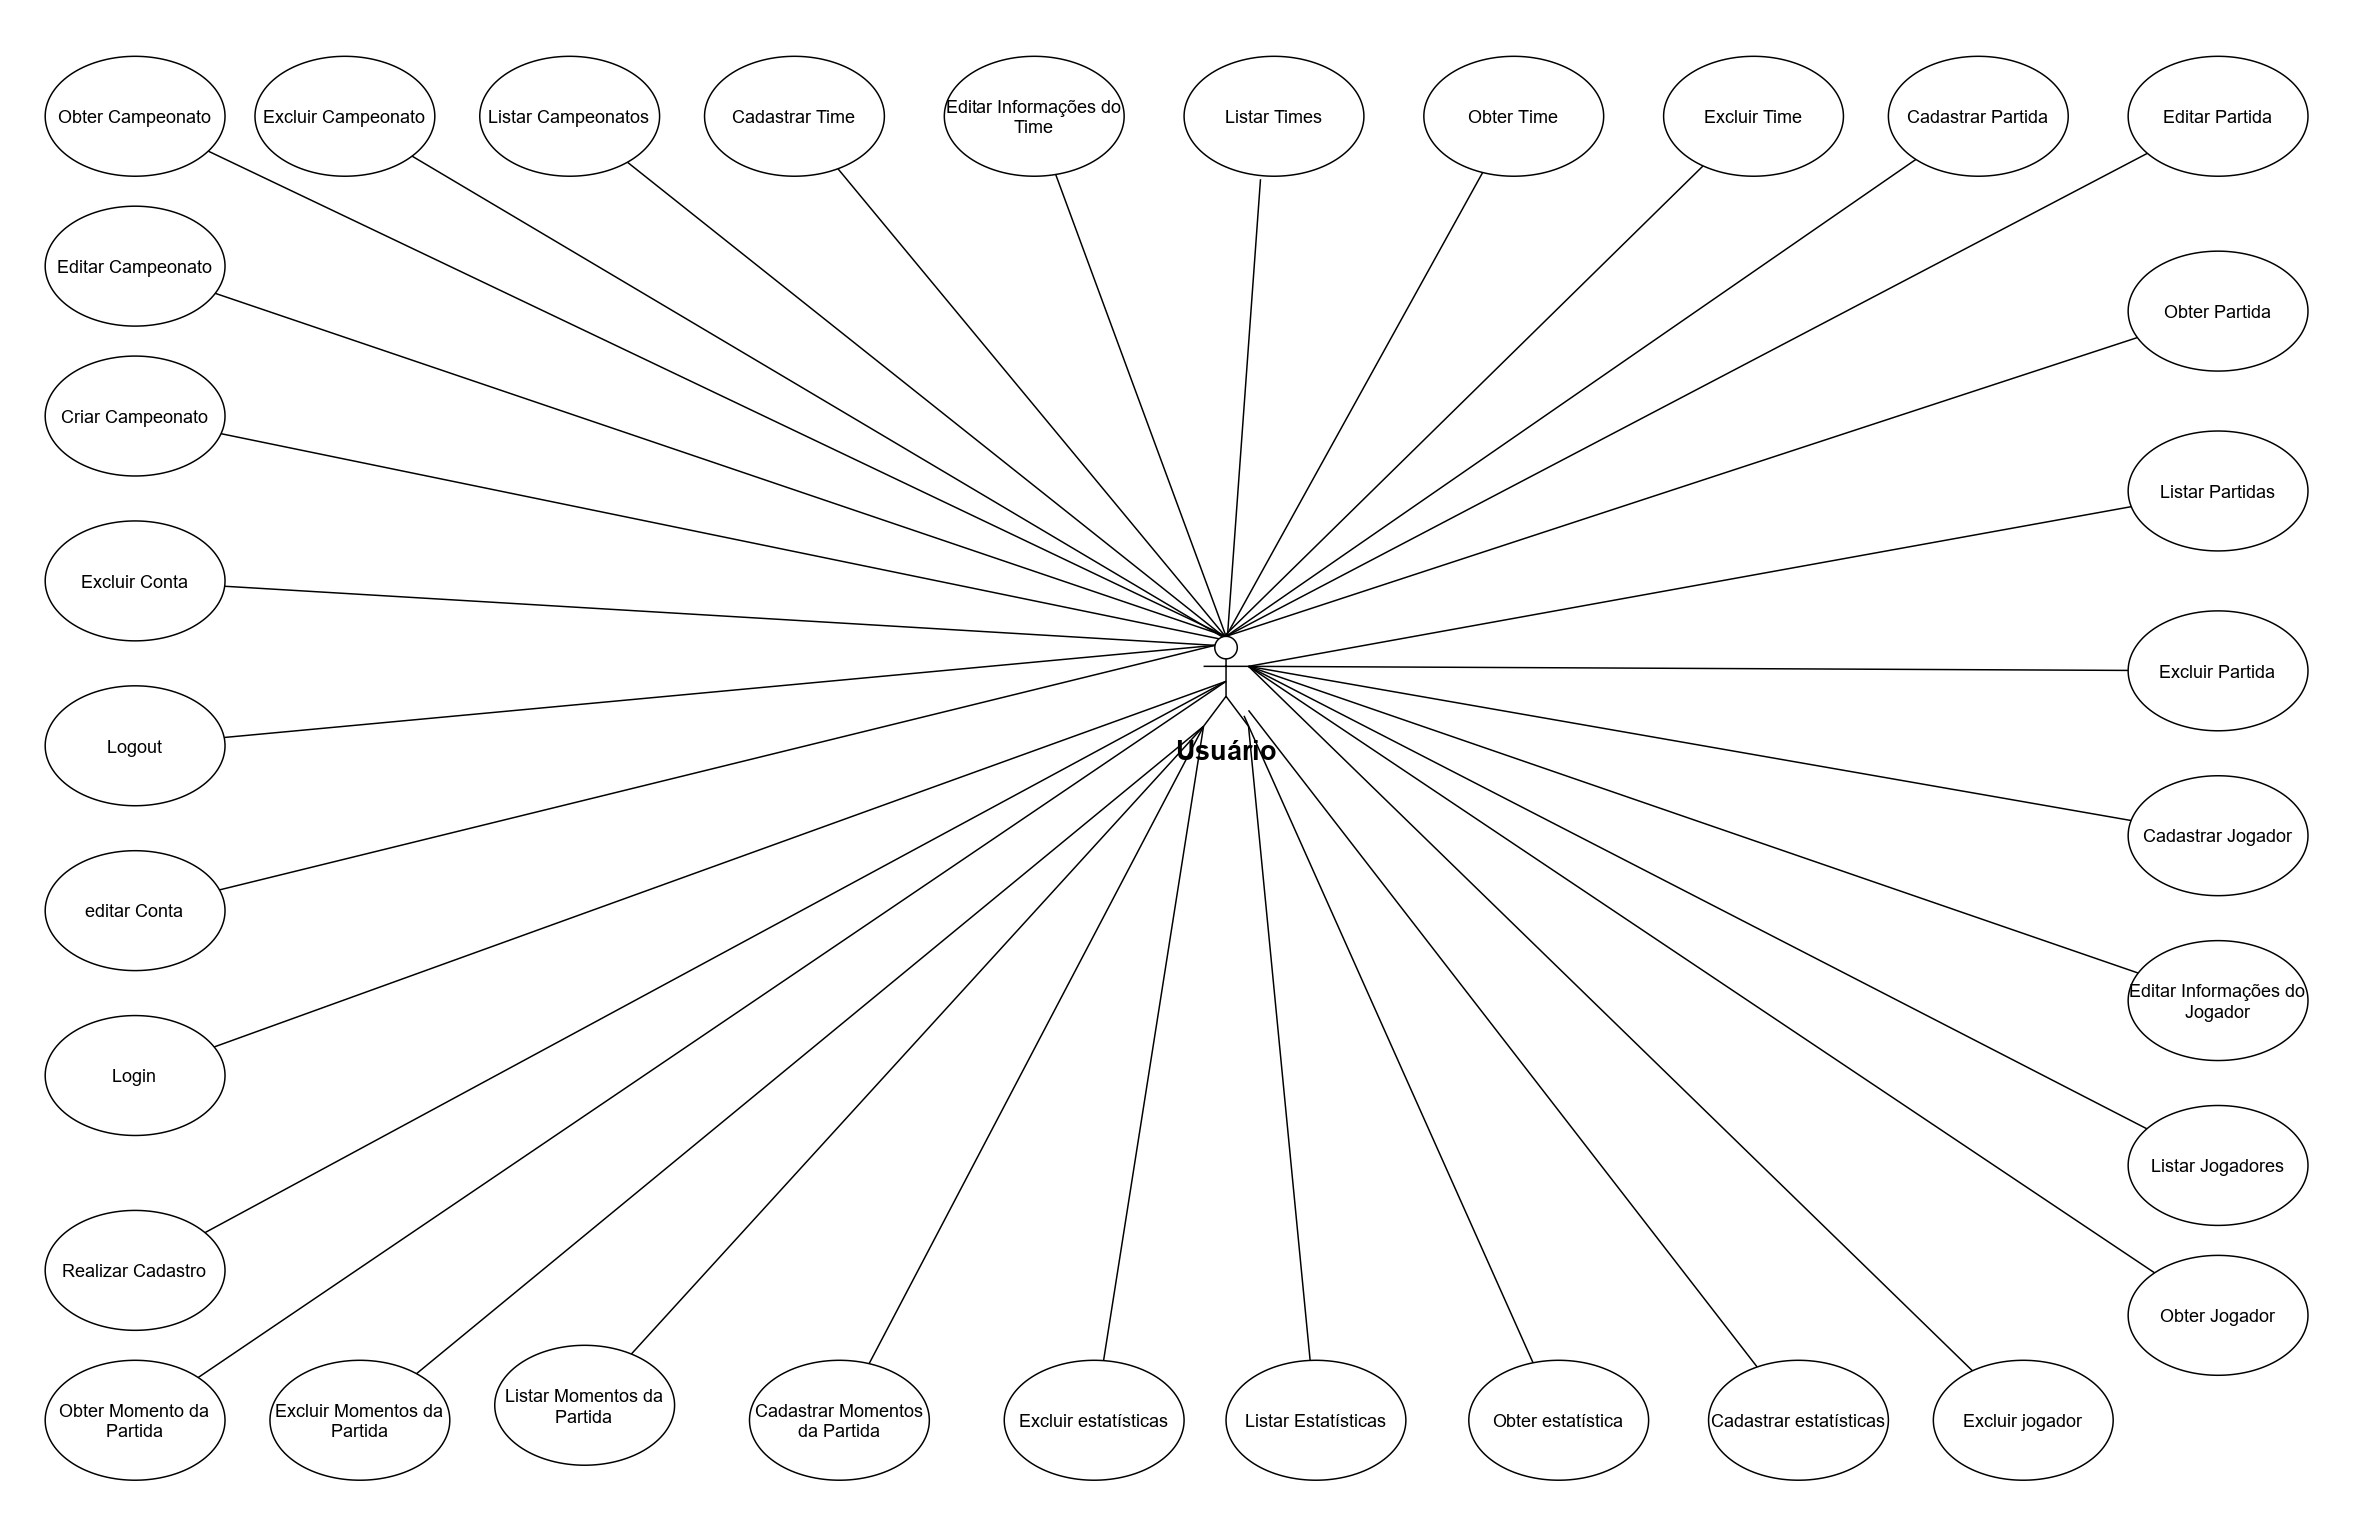 Obter Campeonato
Excluir Campeonato
Listar Campeonatos
Cadastrar Time
Editar Informações do
Time
Listar Times
Obter Time
Excluir Time
Cadastrar Partida
Editar Partida
Editar Campeonato
Obter Partida
Criar Campeonato
Listar Partidas
Excluir Conta
Excluir Partida
Logout
Usuário
Cadastrar Jogador
editar Conta
Editar Informações do
Jogador
Login
Listar Jogadores
Realizar Cadastro
Obter Jogador
Obter Momento da
Partida
Excluir Momentos da
Partida
Listar Momentos da
Partida
Cadastrar Momentos
da Partida
Excluir estatísticas
Listar Estatísticas
Obter estatística
Cadastrar estatísticas
Excluir jogador